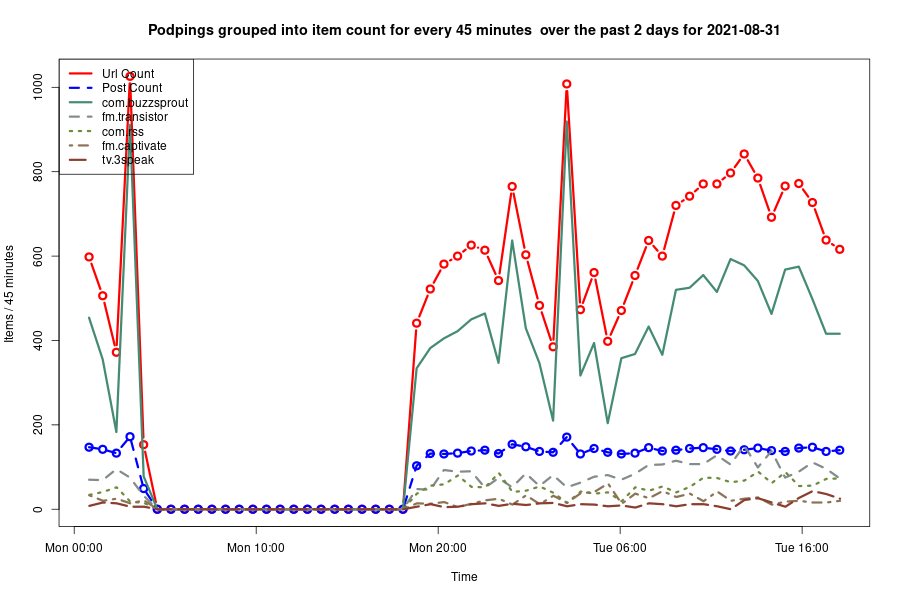 Podpings grouped into item count for every 45 minutes  over the past 2 days for 2021-08-31
Url Count
Post Count
com.buzzsprout
fm.transistor
com.rss
fm.captivate
tv.3speak
1000
800
600
400
200
0
Items / 45 minutes
Mon 00:00
Mon 10:00
Mon 20:00
Tue 06:00
Tue 16:00
Time